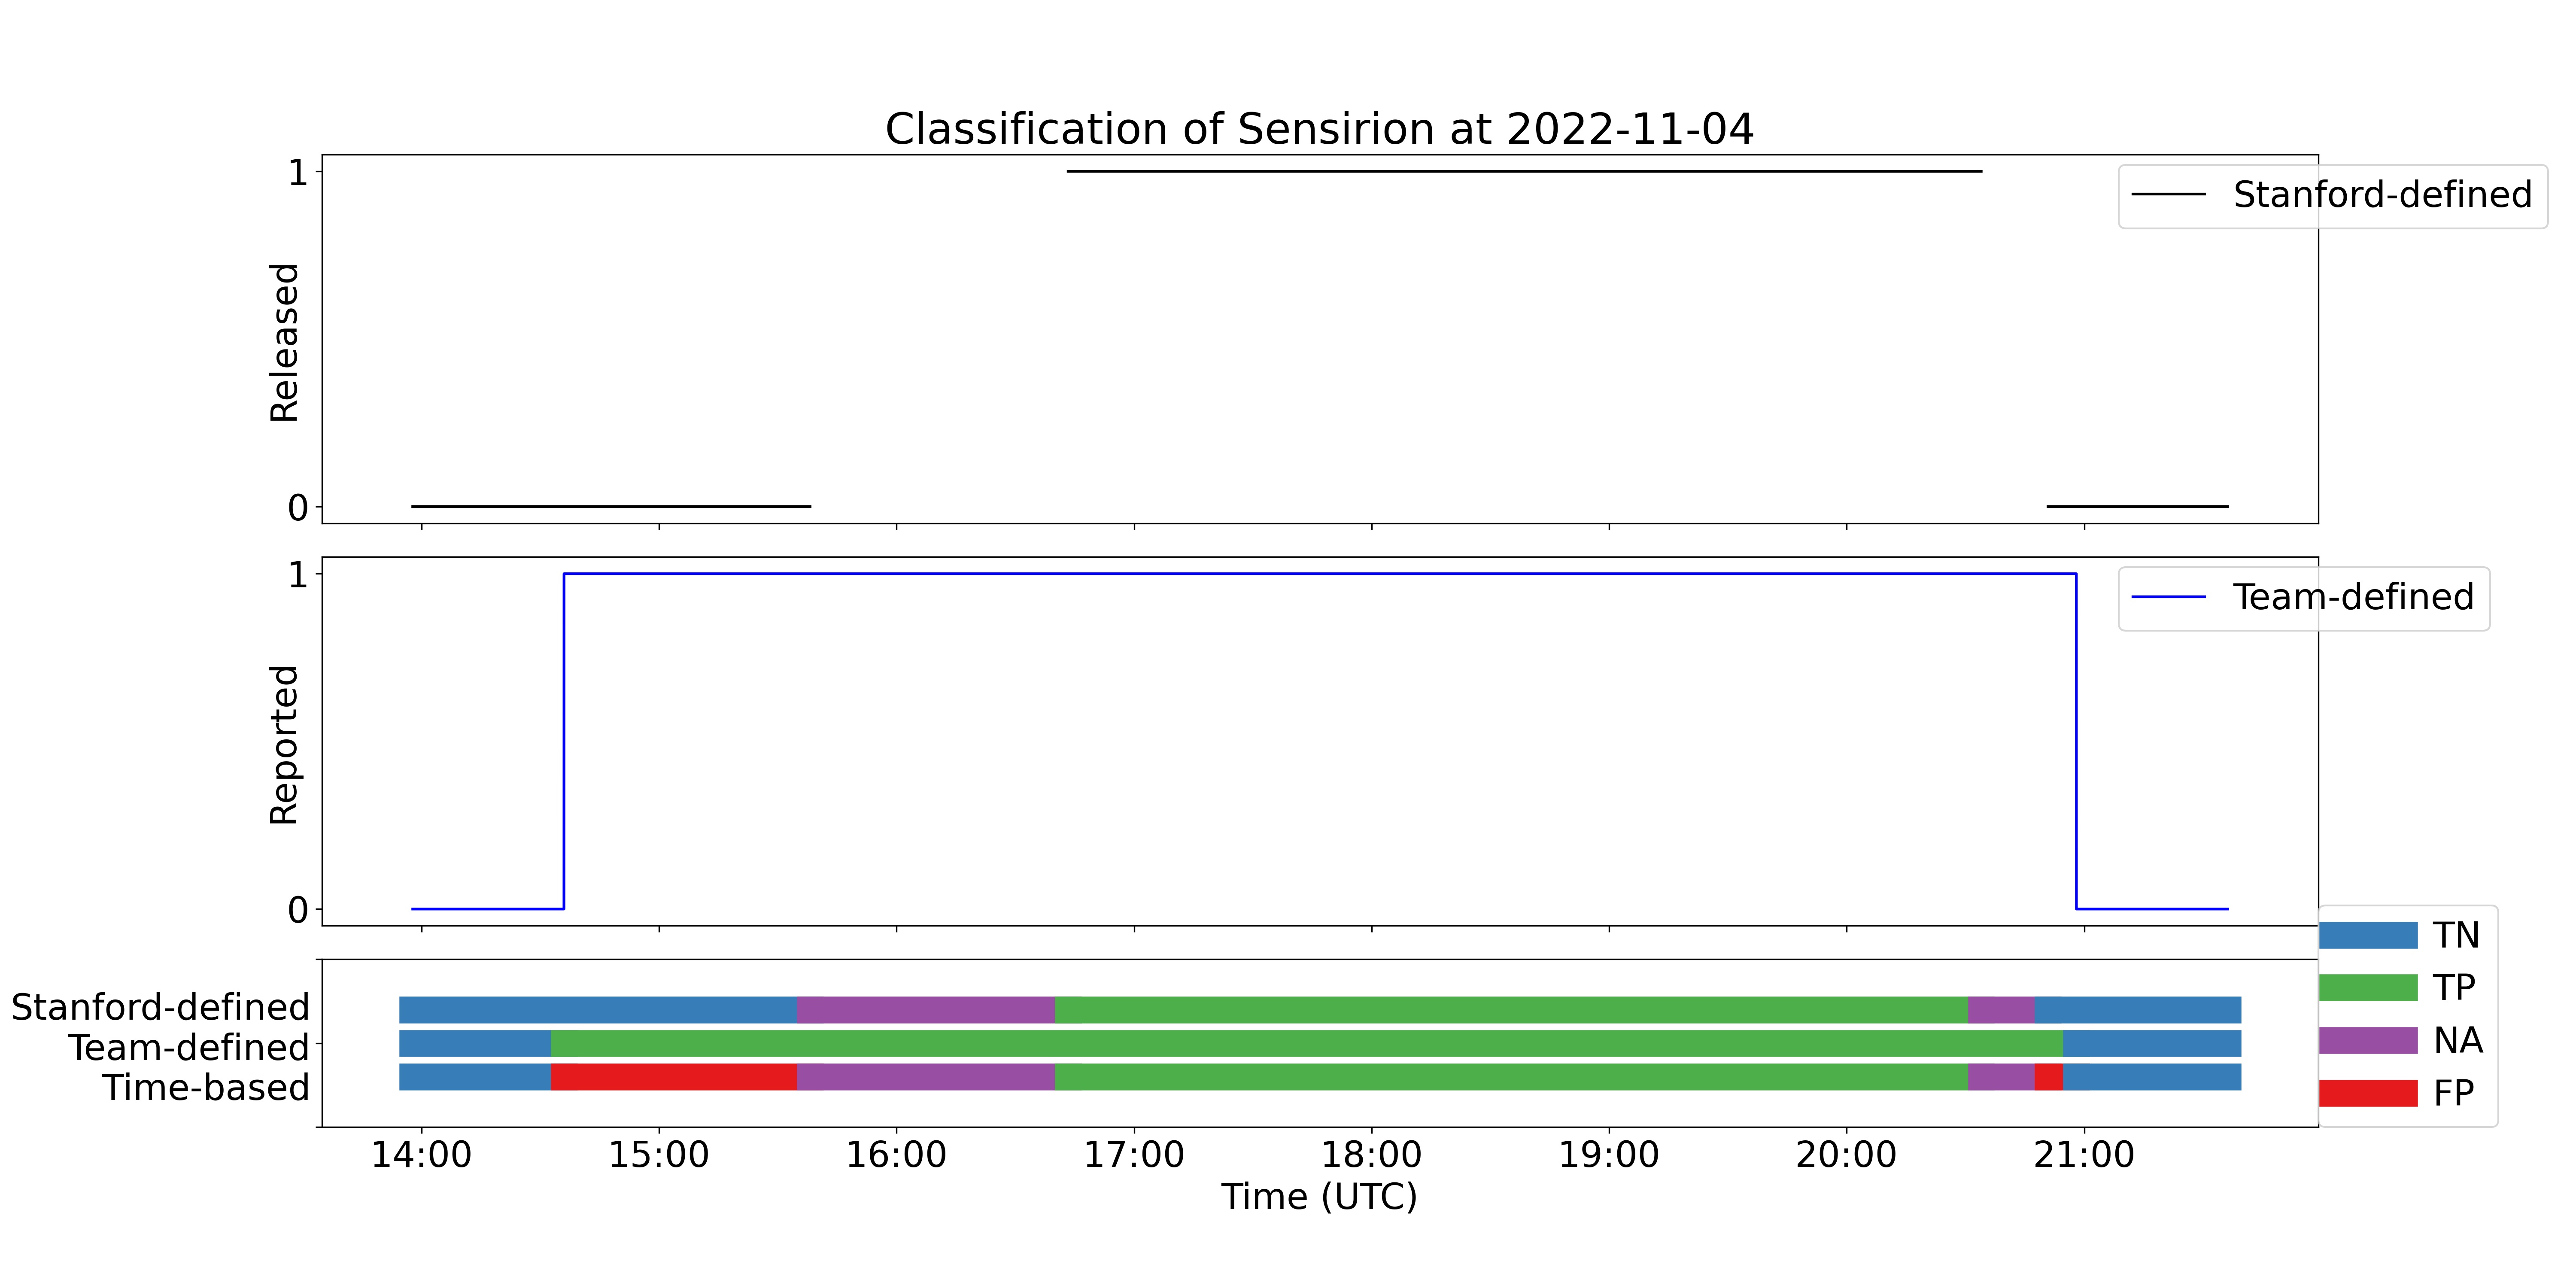 Classification of Sensirion at 2022-11-04
1
Released
0
Stanford-defined
1
Reported
0
Team-defined
Stanford-defined
Team-defined
Time-based
TN
TP
NA
FP
14:00 15:00 16:00 17:00 18:00 19:00 20:00 21:00
Time (UTC)